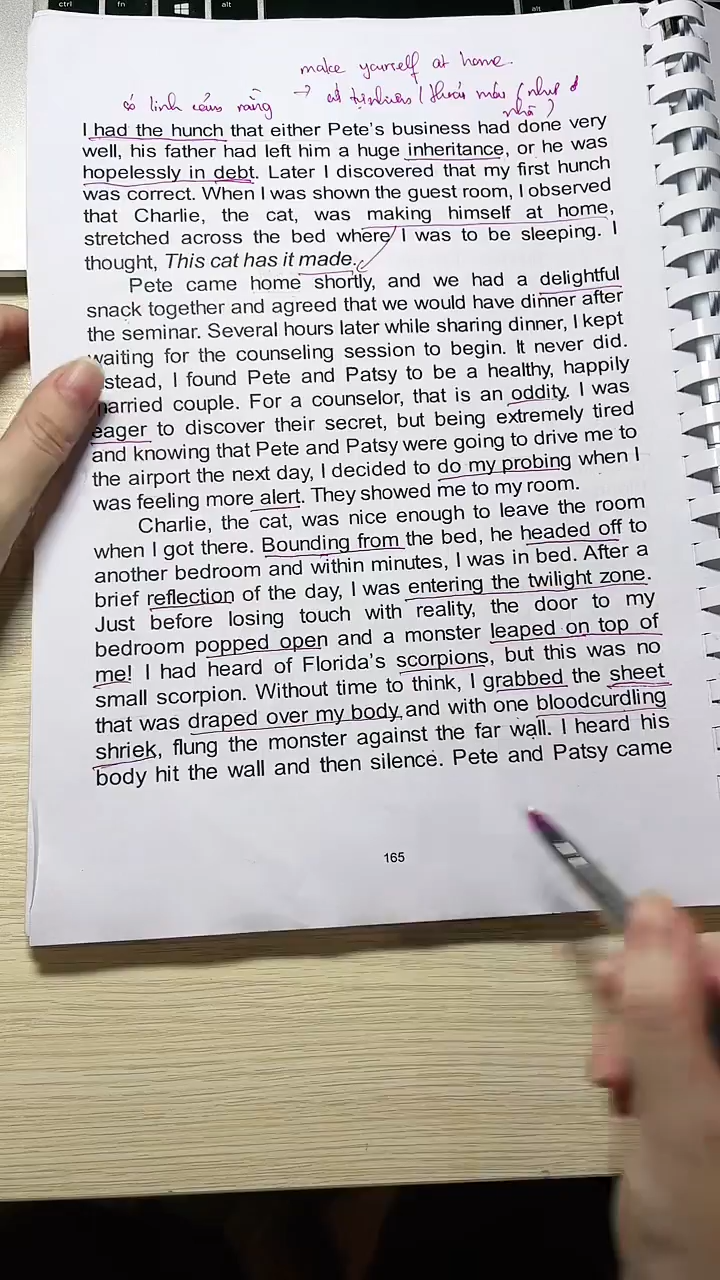 ctrl fn alt alt
make yourself at home.
có linh cảm rằng → cứ tự nhiên / thoải mái (như ở
nhà)
I had the hunch that either Pete's business had done very
well, his father had left him a huge inheritance, or he was
hopelessly in debt. Later I discovered that my first hunch
was correct. When I was shown the guest room, I observed
that Charlie, the cat, was making himself at home,
stretched across the bed where I was to be sleeping. I
thought, This cat has it made.
Pete came home shortly, and we had a delightful
snack together and agreed that we would have dinner after
the seminar. Several hours later while sharing dinner, I kept
waiting for the counseling session to begin. It never did.
stead, I found Pete and Patsy to be a healthy, happily
married couple. For a counselor, that is an oddity. I was
eager to discover their secret, but being extremely tired
and knowing that Pete and Patsy were going to drive me to
the airport the next day, I decided to do my probing when I
was feeling more alert. They showed me to my room.
Charlie, the cat, was nice enough to leave the room
when I got there. Bounding from the bed, he headed off to
another bedroom and within minutes, I was in bed. After a
brief reflection of the day, I was entering the twilight zone.
Just before losing touch with reality, the door to my
bedroom popped open and a monster leaped on top of
me! I had heard of Florida's scorpions, but this was no
small scorpion. Without time to think, I grabbed the sheet
that was draped over my body and with one bloodcurdling
shriek, flung the monster against the far wall. I heard his
body hit the wall and then silence. Pete and Patsy came
165